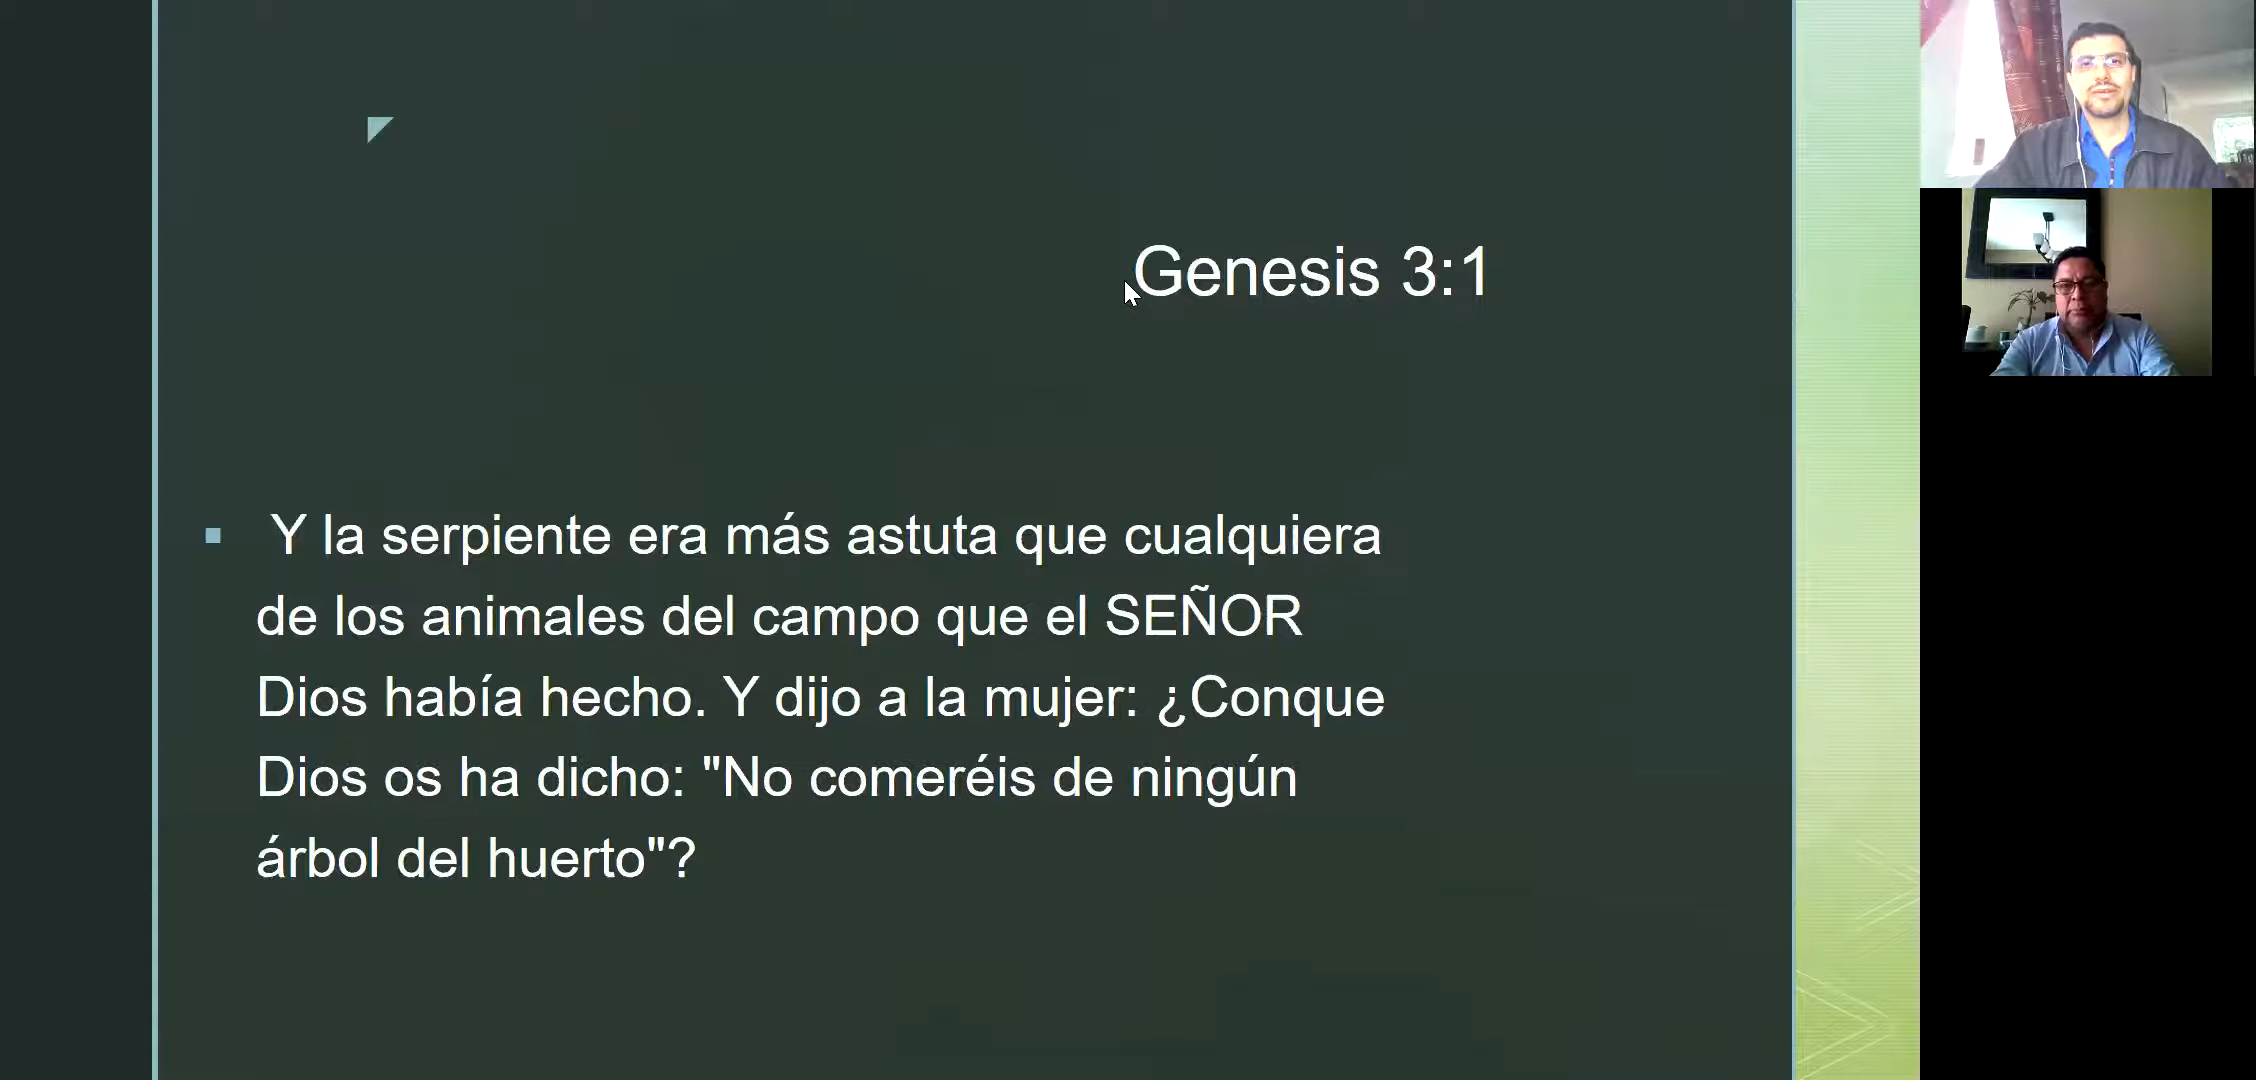 Genesis 3:1
Y la serpiente era más astuta que cualquiera
de los animales del campo que el SEÑOR
Dios había hecho. Y dijo a la mujer: ¿Conque
Dios os ha dicho: "No comeréis de ningún
árbol del huerto"?